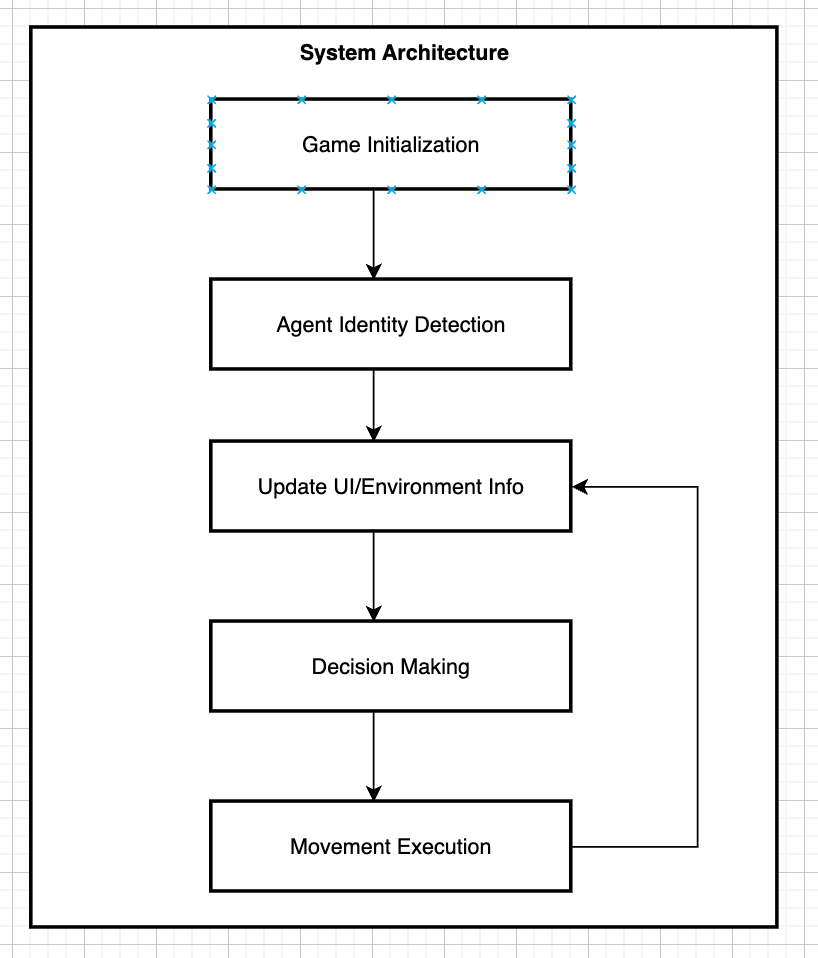 System Architecture
Game Initialization
Agent Identity Detection
Update UI/Environment Info
Decision Making
Movement Execution